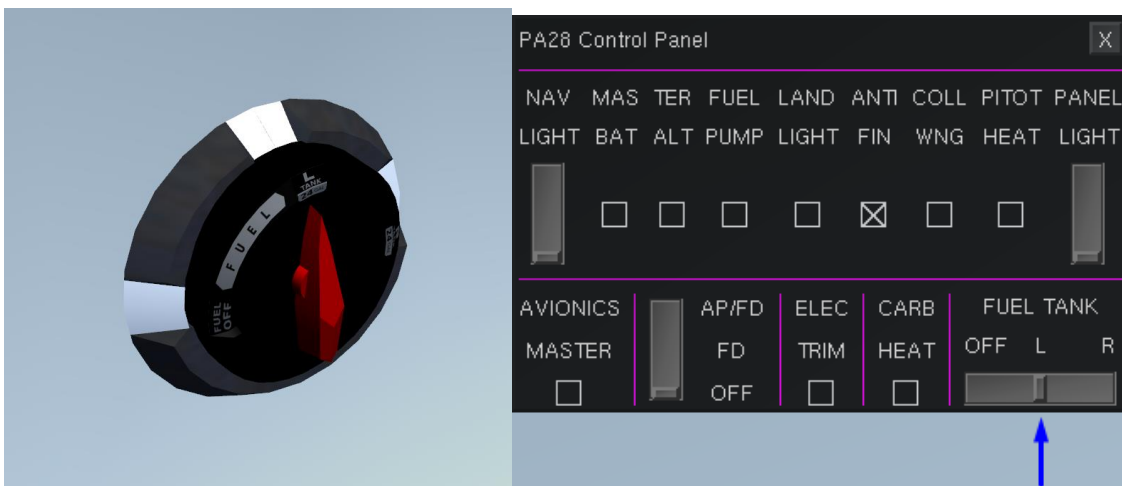 L
TANK
FUEL
FUEL
OFF
PA28 Control Panel X
NAV MAS TER FUEL LAND ANTI COLL PITOT PANEL
LIGHT BAT ALT PUMP LIGHT FIN WNG HEAT LIGHT
AVIONICS AP/FD ELEC CARB FUEL TANK
MASTER FD TRIM HEAT OFF L R
OFF